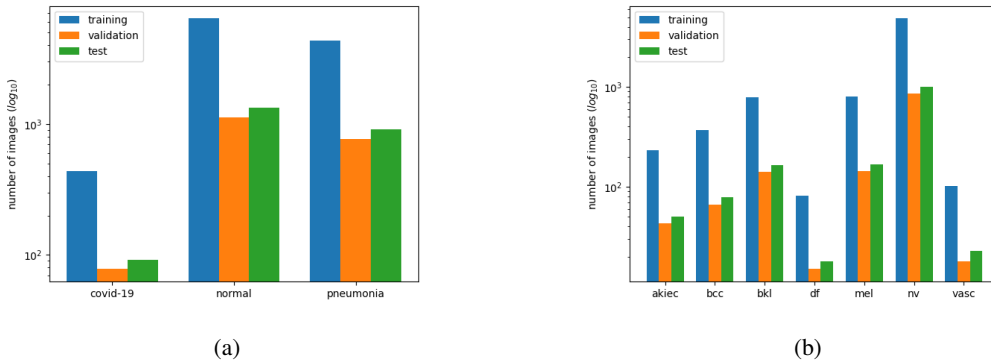 training
validation
test
number of images (log₁₀)
10³
10²
covid-19 normal pneumonia
(a)
training
validation
test
number of images (log₁₀)
10³
10²
akiec bcc bkl df mel nv vasc
(b)